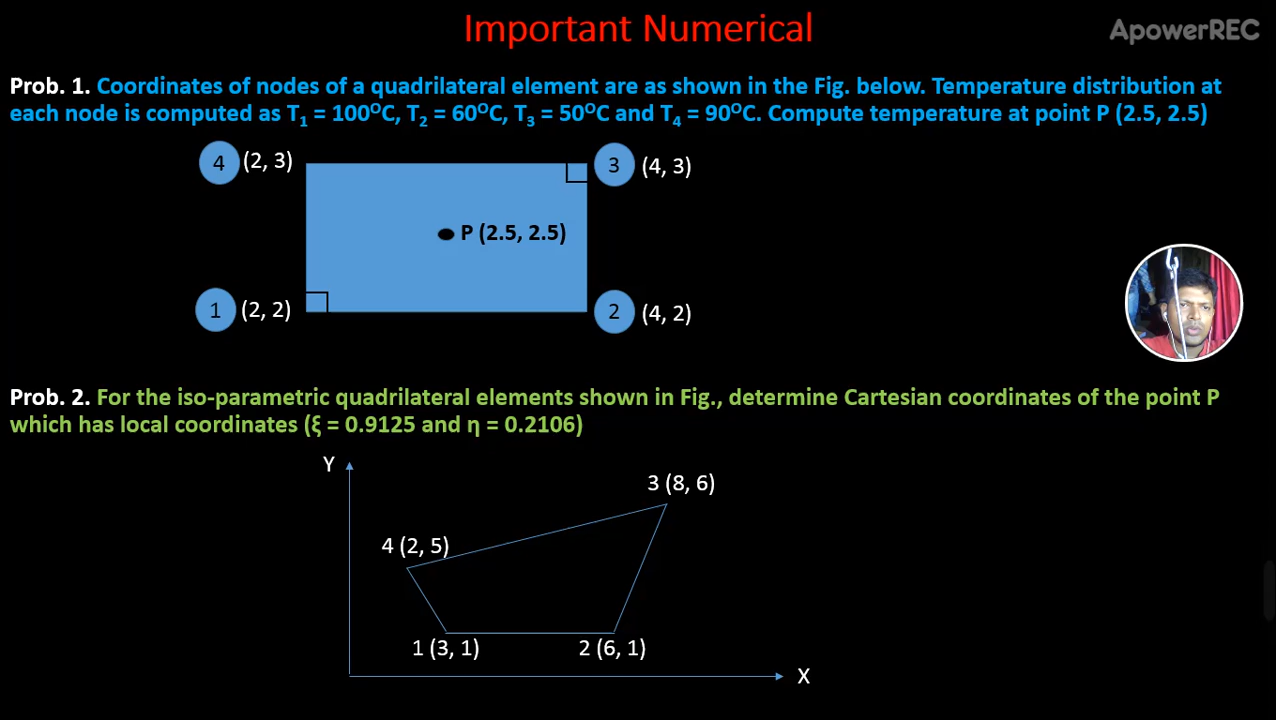 Important Numerical
ApowerREC
Prob. 1. Coordinates of nodes of a quadrilateral element are as shown in the Fig. below. Temperature distribution at
each node is computed as T₁ = 100⁰C, T₂ = 60⁰C, T₃ = 50⁰C and T₄ = 90⁰C. Compute temperature at point P (2.5, 2.5)
4 (2, 3)
3 (4, 3)
P (2.5, 2.5)
1 (2, 2)
2 (4, 2)
Prob. 2. For the iso-parametric quadrilateral elements shown in Fig., determine Cartesian coordinates of the point P
which has local coordinates (ξ = 0.9125 and η = 0.2106)
Y
3 (8, 6)
4 (2, 5)
1 (3, 1)
2 (6, 1)
X